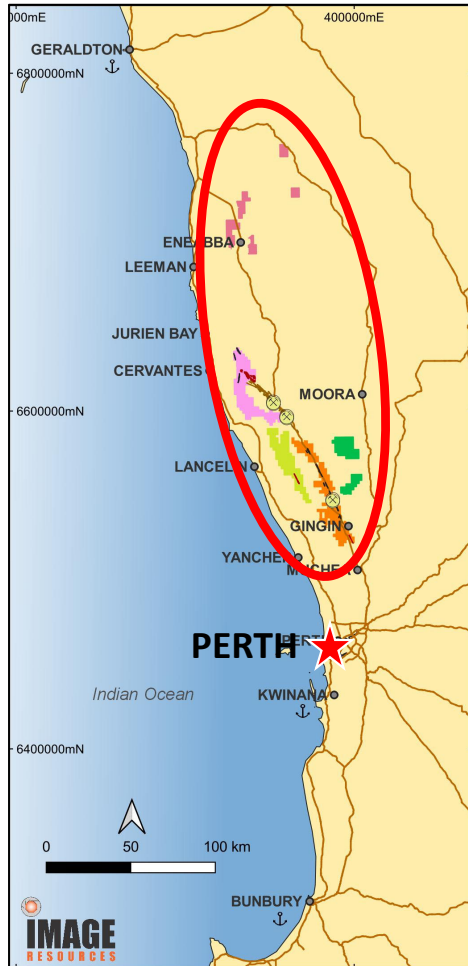 000mE
400000mE
GERALDTON
6800000mN
ENEABBA
LEEMAN
JURIEN BAY
CERVANTES
MOORA
6600000mN
LANCELIN
GINGIN
PERTH
Indian Ocean
KWINANA
6400000mN
0 50 100 km
BUNBURY
IMAGE
RESOURCES